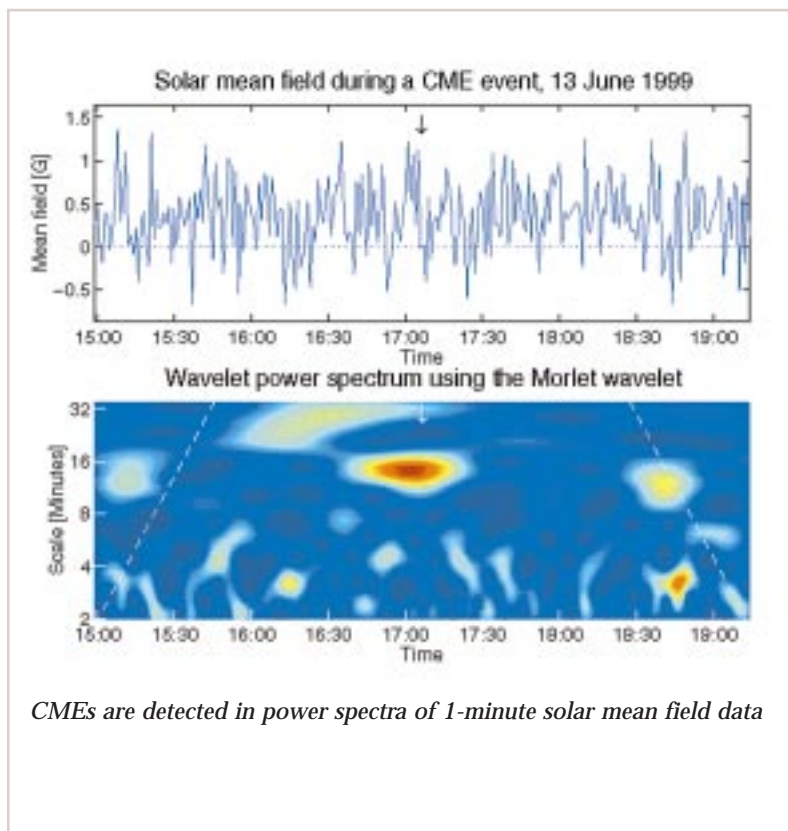 Solar mean field during a CME event, 13 June 1999
Mean field [G]
1.5
1
0.5
0
−0.5
15:00 15:30 16:00 16:30 17:00 17:30 18:00 18:30 19:00
Time
Wavelet power spectrum using the Morlet wavelet
Scale [Minutes]
32
16
8
4
2
15:00 15:30 16:00 16:30 17:00 17:30 18:00 18:30 19:00
Time
CMEs are detected in power spectra of 1-minute solar mean field data